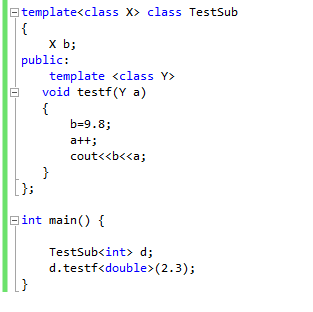 template<class X> class TestSub
{
    X b;
public:
    template <class Y>
   void testf(Y a)
   {
       b=9.8;
       a++;
       cout<<b<<a;
   }
};
int main() {
    TestSub<int> d;
    d.testf<double>(2.3);
}